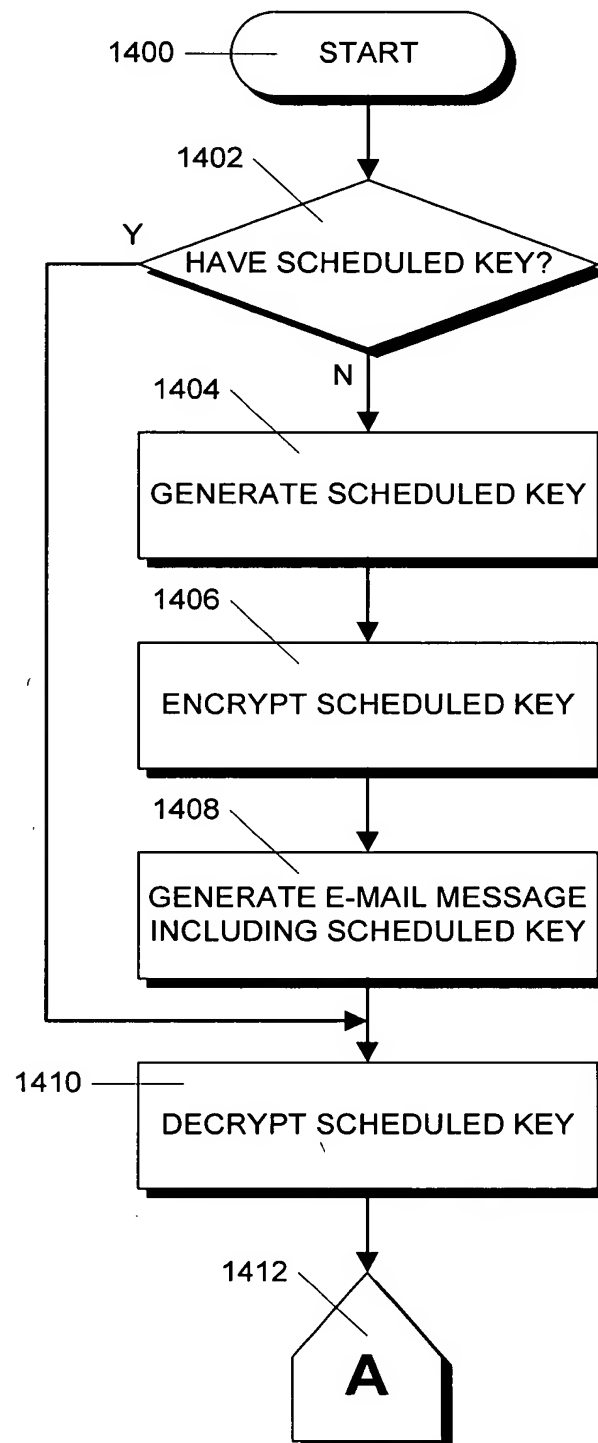 1400
START
1402
Y
HAVE SCHEDULED KEY?
N
1404
GENERATE SCHEDULED KEY
1406
ENCRYPT SCHEDULED KEY
1408
GENERATE E-MAIL MESSAGE
INCLUDING SCHEDULED KEY
1410
DECRYPT SCHEDULED KEY
1412
A